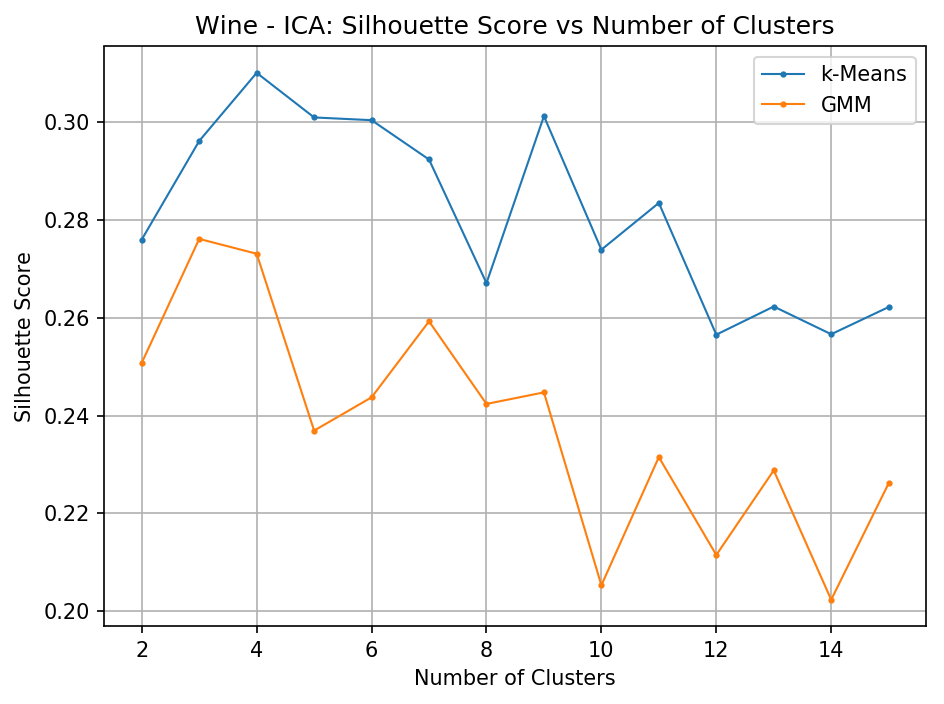 Wine - ICA: Silhouette Score vs Number of Clusters
k-Means
GMM
Silhouette Score
0.30
0.28
0.26
0.24
0.22
0.20
2 4 6 8 10 12 14
Number of Clusters